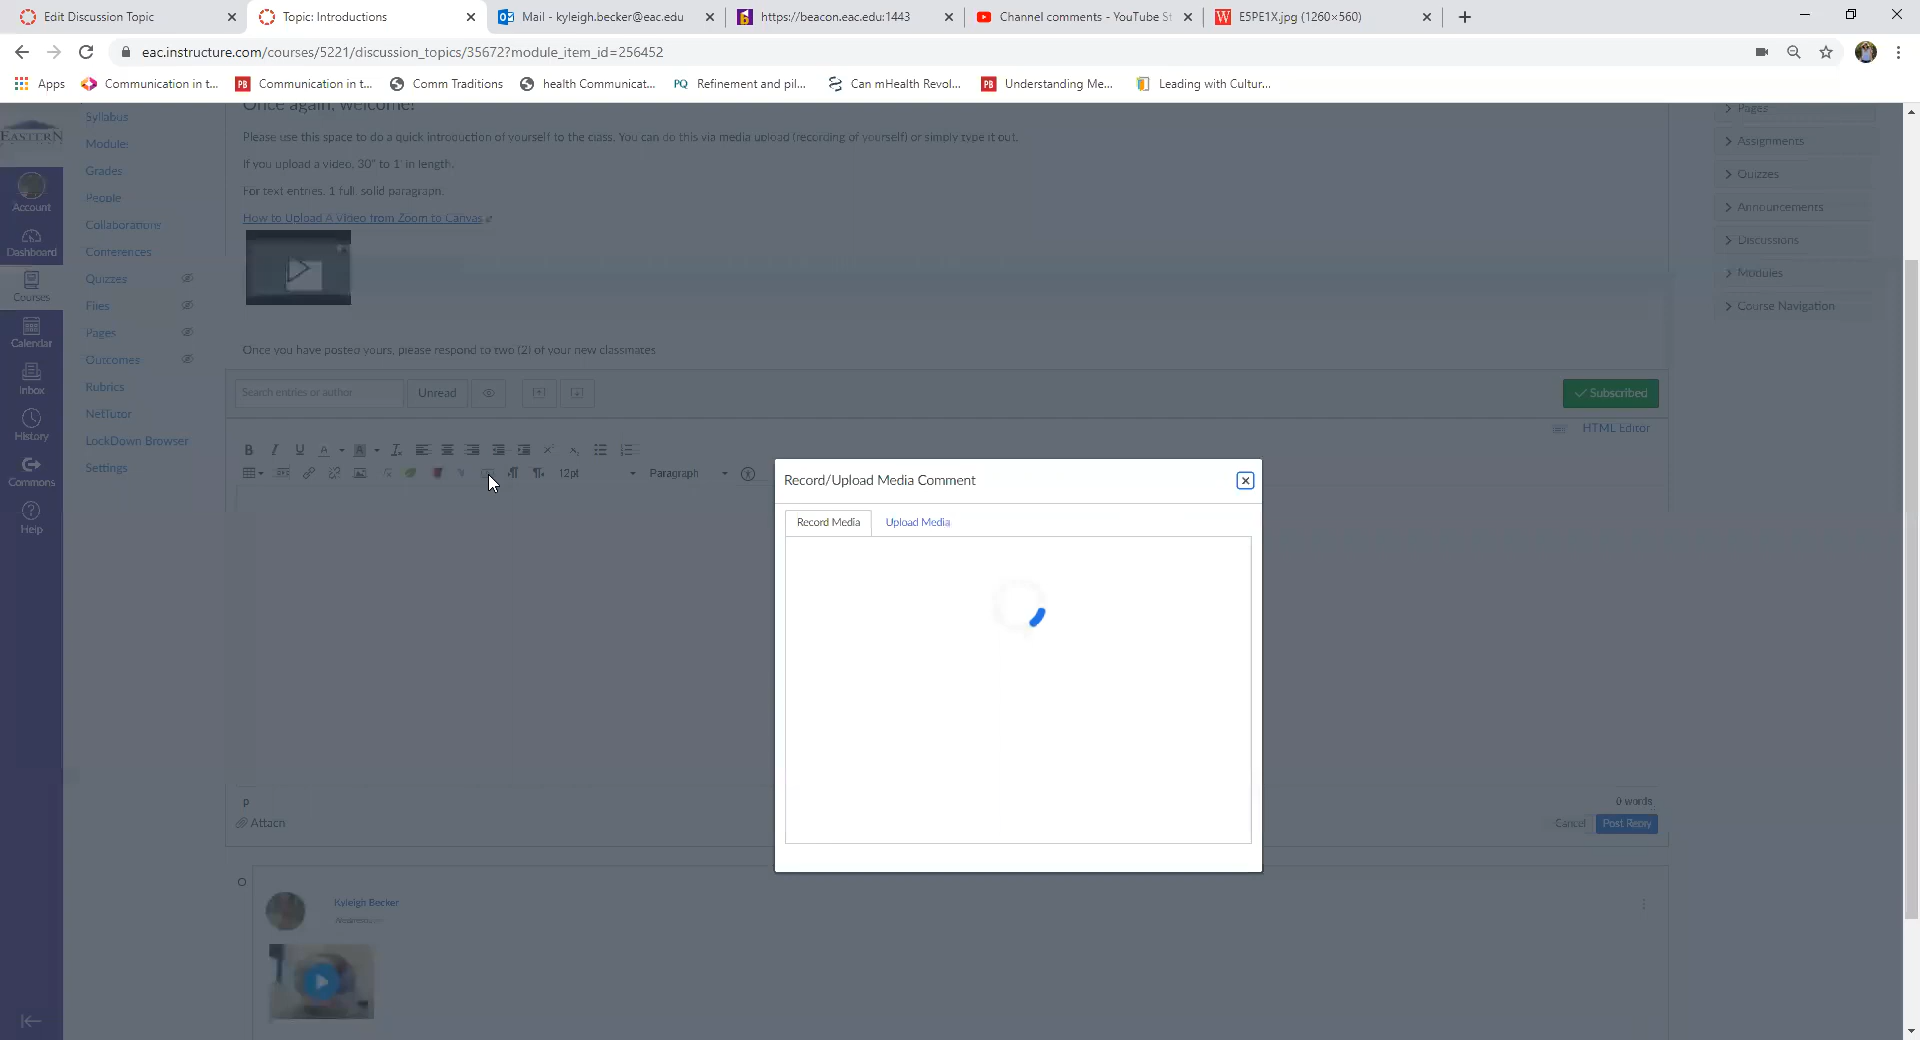 Edit Discussion Topic
Topic: Introductions
Mail - kyleigh.becker@eac.edu
https://beacon.eac.edu:1443
Channel comments - YouTube St
E5PE1X.jpg (1260×560)
eac.instructure.com/courses/5221/discussion_topics/35672?module_item_id=256452
Apps
Communication in t...
Communication in t...
Comm Traditions
health Communicat...
Refinement and pil...
Can mHealth Revol...
Understanding Me...
Leading with Cultur...
EASTERN
Account
Dashboard
Courses
Calendar
Inbox
History
Commons
Help
Syllabus
Modules
Grades
People
Collaborations
Conferences
Quizzes
Files
Pages
Outcomes
Rubrics
NetTutor
LockDown Browser
Settings
Once again, welcome!
Please use this space to do a quick introduction of yourself to the class. You can do this via media upload (recording of yourself) or simply type it out.
If you upload a video, 30" to 1' in length.
For text entries, 1 full, solid paragraph.
How to Upload A Video from Zoom to Canvas
Once you have posted yours, please respond to two (2) of your new classmates
Search entries or author
Unread
Subscribed
HTML Editor
12pt
Paragraph
p
0 words
Attach
Cancel
Post Reply
Kyleigh Becker
Record/Upload Media Comment
Record Media
Upload Media
Pages
Assignments
Quizzes
Announcements
Discussions
Modules
Course Navigation